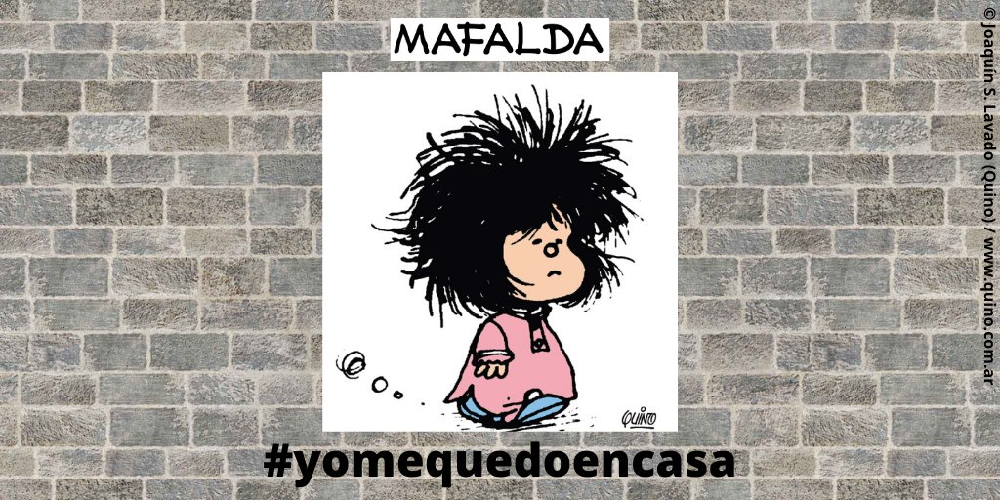 MAFALDA
© Joaquín S. Lavado (Quino) / www.quino.com.ar
QUINO
#yomequedoencasa